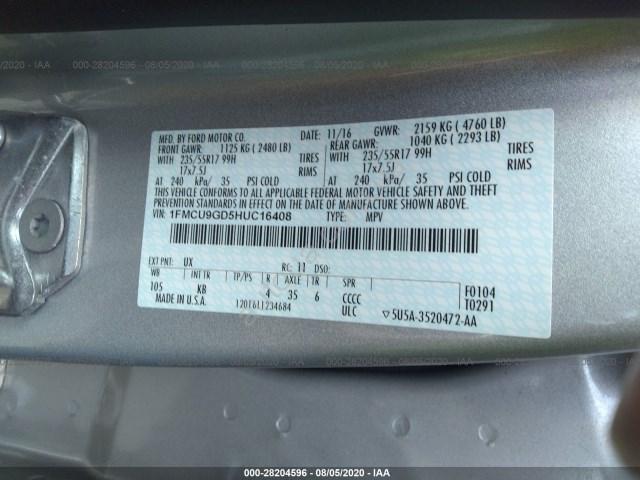 000-28204596 - 08/05/2020 - IAA
MFD. BY FORD MOTOR CO.
DATE: 11/16 GVWR: 2159 KG ( 4760 LB)
FRONT GAWR: 1125 KG ( 2480 LB) REAR GAWR: 1040 KG ( 2293 LB)
WITH 235/55R17 99H TIRES WITH 235/55R17 99H TIRES
17x7.5J RIMS 17x7.5J RIMS
AT 240 kPa/ 35 PSI COLD AT 240 kPa/ 35 PSI COLD
THIS VEHICLE CONFORMS TO ALL APPLICABLE FEDERAL MOTOR VEHICLE SAFETY AND THEFT
PREVENTION STANDARDS IN EFFECT ON THE DATE OF MANUFACTURE SHOWN ABOVE.
VIN: 1FMCU9GD5HUC16408 TYPE: MPV
EXT PNT: UX RC: 11 DSO:
WB INT TR TP/PS R AXLE TR SPR F0104
105 KB 4 35 6 CCCC T0291
MADE IN U.S.A. ULC 5U5A-3520472-AA
000-28204596 - 08/05/2020 - IAA